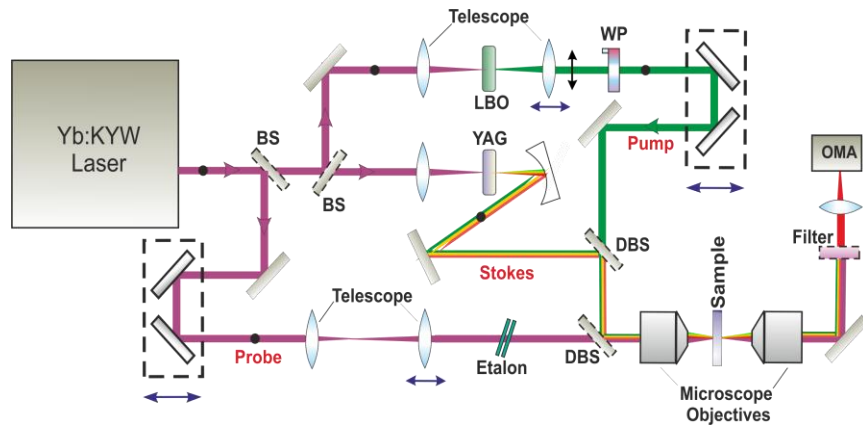 Telescope
WP
LBO
Yb:KYW
Laser
BS
YAG
Pump
OMA
BS
DBS
Filter
Stokes
Sample
Telescope
Probe
Etalon
DBS
Microscope
Objectives